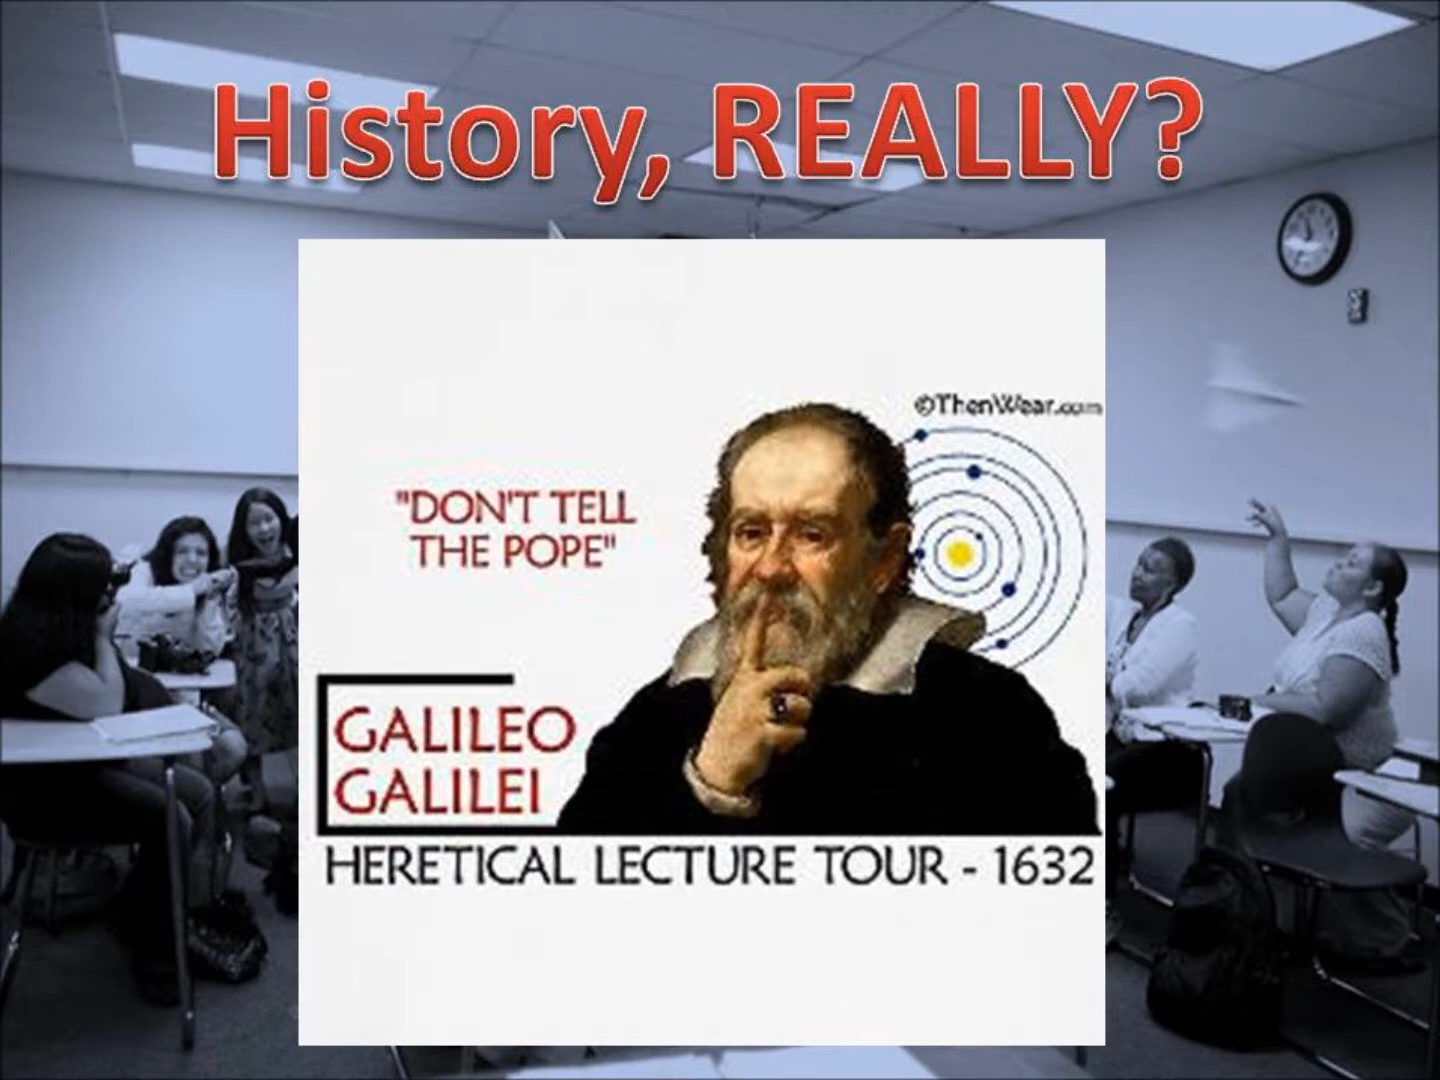 History, REALLY?
©ThenWear.com
"DON'T TELL
THE POPE"
GALILEO
GALILEI
HERETICAL LECTURE TOUR - 1632